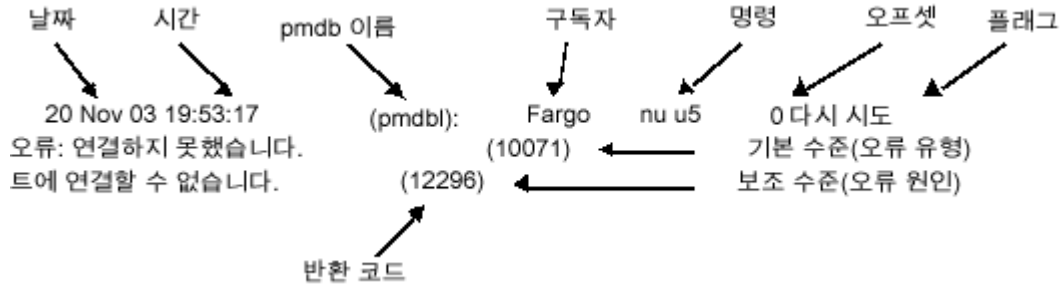 날짜 시간 pmdb 이름 구독자 명령 오프셋 플래그
20 Nov 03 19:53:17 (pmdbl): Fargo nu u5 0 다시 시도
오류: 연결하지 못했습니다. (10071) 기본 수준(오류 유형)
트에 연결할 수 없습니다. (12296) 보조 수준(오류 원인)
반환 코드